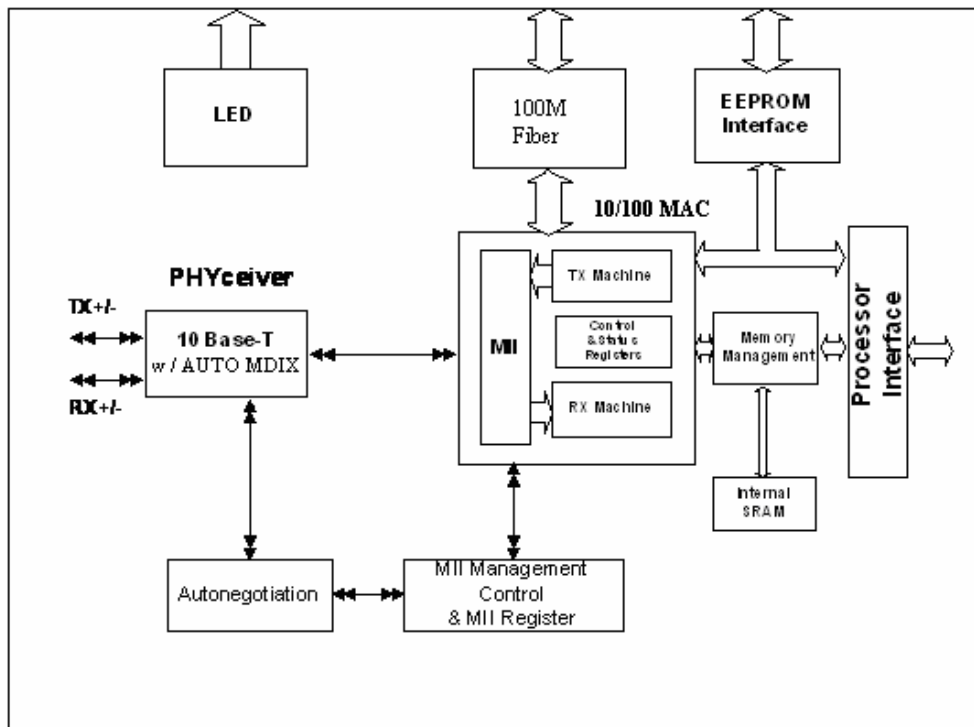 LED
100M
Fiber
EEPROM
Interface
10/100 MAC
PHYceiver
TX+/-
RX+/-
10 Base-T
w / AUTO MDIX
MII
TX Machine
Control
& Status
Registers
RX Machine
Memory
Management
Processor
Interface
Internal
SRAM
Autonegotiation
MII Management
Control
& MII Register